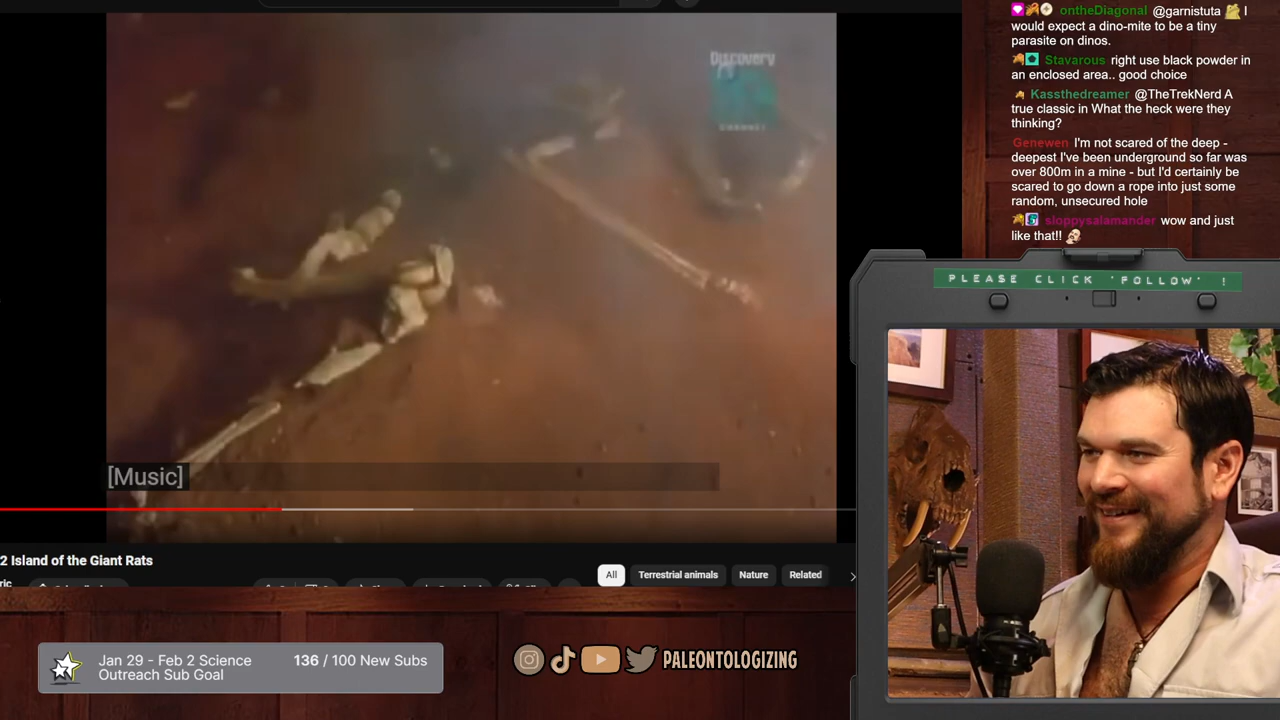 Discovery
CHANNEL
[Music]
2 Island of the Giant Rats
ric
All
Terrestrial animals
Nature
Related
ontheDiagonal @garnistuta I
would expect a dino-mite to be a tiny
parasite on dinos.
Stavarous right use black powder in
an enclosed area.. good choice
Kassthedreamer @TheTrekNerd A
true classic in What the heck were they
thinking?
Genewen I'm not scared of the deep -
deepest I've been underground so far was
over 800m in a mine - but I'd certainly be
scared to go down a rope into just some
random, unsecured hole
sloppysalamander wow and just
like that!!
PLEASE CLICK "FOLLOW" !
Jan 29 - Feb 2 Science
Outreach Sub Goal
136 / 100 New Subs
PALEONTOLOGIZING